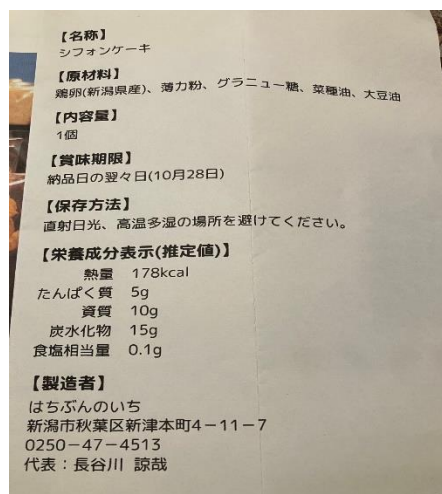 【名称】
シフォンケーキ
【原材料】
鶏卵(新潟県産)、薄力粉、グラニュー糖、菜種油、大豆油
【内容量】
1個
【賞味期限】
納品日の翌々日(10月28日)
【保存方法】
直射日光、高温多湿の場所を避けてください。
【栄養成分表示(推定値)】
熱量 178kcal
たんぱく質 5g
資質 10g
炭水化物 15g
食塩相当量 0.1g
【製造者】
はちぶんのいち
新潟市秋葉区新津本町4－11－7
0250－47－4513
代表：長谷川 諒哉